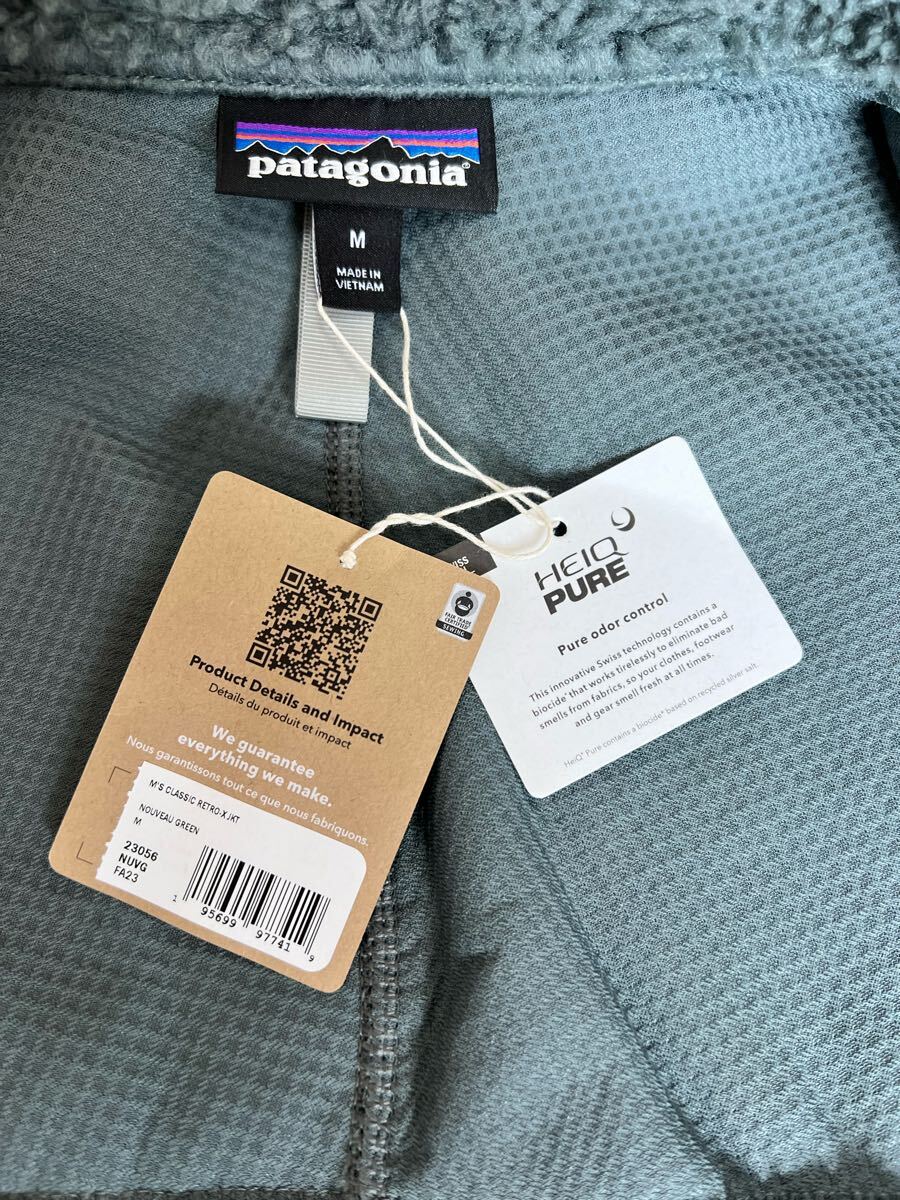 patagonia®
M
MADE IN
VIETNAM
Product Details and Impact
Détails du produit et impact
We guarantee
everything we make.
Nous garantissons tout ce que nous fabriquons.
FAIR TRADE
CERTIFIED
SEWING
M'S CLASSIC RETRO-X JKT
NOUVEAU GREEN
M
23056
NUVG
FA23
1 95699 97741 9
HEIQ
PURE
Pure odor control
This innovative Swiss technology contains a
biocide* that works tirelessly to eliminate bad
smells from fabrics, so your clothes, footwear
and gear smell fresh at all times.
HeiQ® Pure contains a biocide* based on recycled silver salt.